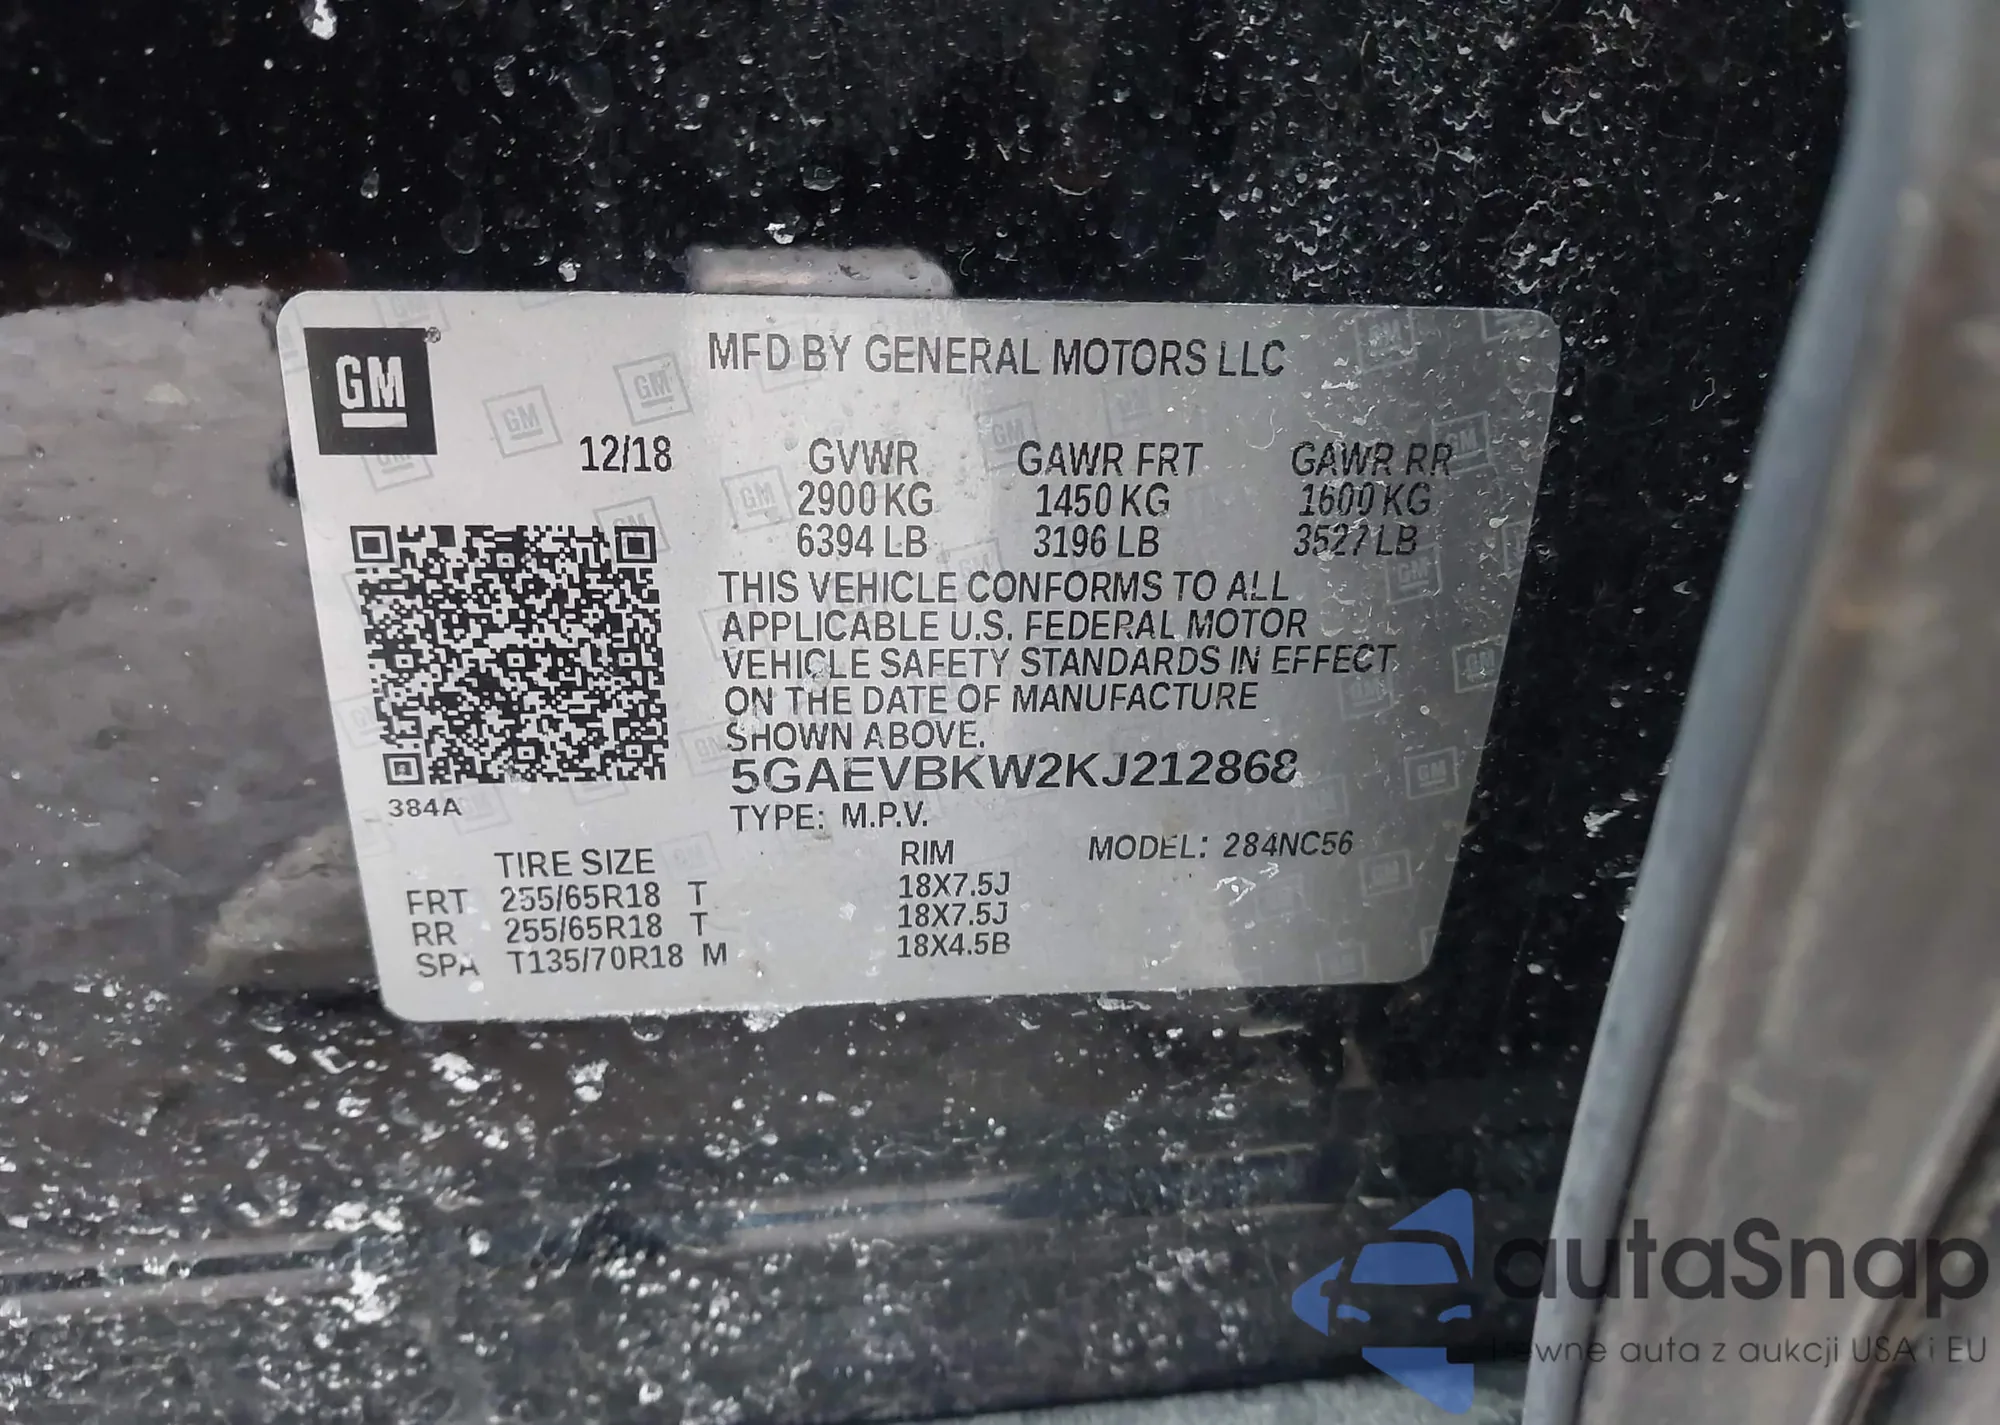 GM®
MFD BY GENERAL MOTORS LLC
12/18 GVWR GAWR FRT GAWR RR
2900 KG 1450 KG 1600 KG
6394 LB 3196 LB 3527 LB
THIS VEHICLE CONFORMS TO ALL
APPLICABLE U.S. FEDERAL MOTOR
VEHICLE SAFETY STANDARDS IN EFFECT
ON THE DATE OF MANUFACTURE
SHOWN ABOVE.
5GAEVBKW2KJ212868
384A
TYPE: M.P.V.
TIRE SIZE RIM MODEL: 284NC56
FRT 255/65R18 T 18X7.5J
RR 255/65R18 T 18X7.5J
SPA T135/70R18 M 18X4.5B
autaSnap
auta z aukcji USA i EU